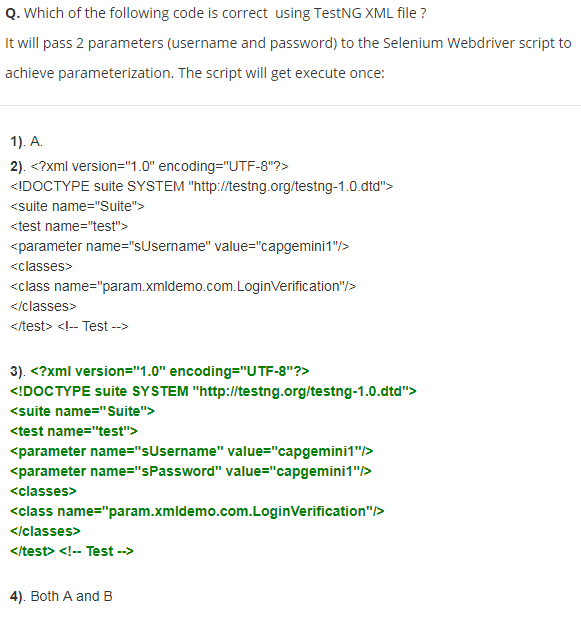 Q. Which of the following code is correct  using TestNG XML file ?
It will pass 2 parameters (username and password) to the Selenium Webdriver script to
achieve parameterization. The script will get execute once:
1). A.
2). <?xml version="1.0" encoding="UTF-8"?>
<!DOCTYPE suite SYSTEM "http://testng.org/testng-1.0.dtd">
<suite name="Suite">
<test name="test">
<parameter name="sUsername" value="capgemini1"/>
<classes>
<class name="param.xmldemo.com.LoginVerification"/>
</classes>
</test> <!-- Test -->
3). <?xml version="1.0" encoding="UTF-8"?>
<!DOCTYPE suite SYSTEM "http://testng.org/testng-1.0.dtd">
<suite name="Suite">
<test name="test">
<parameter name="sUsername" value="capgemini1"/>
<parameter name="sPassword" value="capgemini1"/>
<classes>
<class name="param.xmldemo.com.LoginVerification"/>
</classes>
</test> <!-- Test -->
4). Both A and B